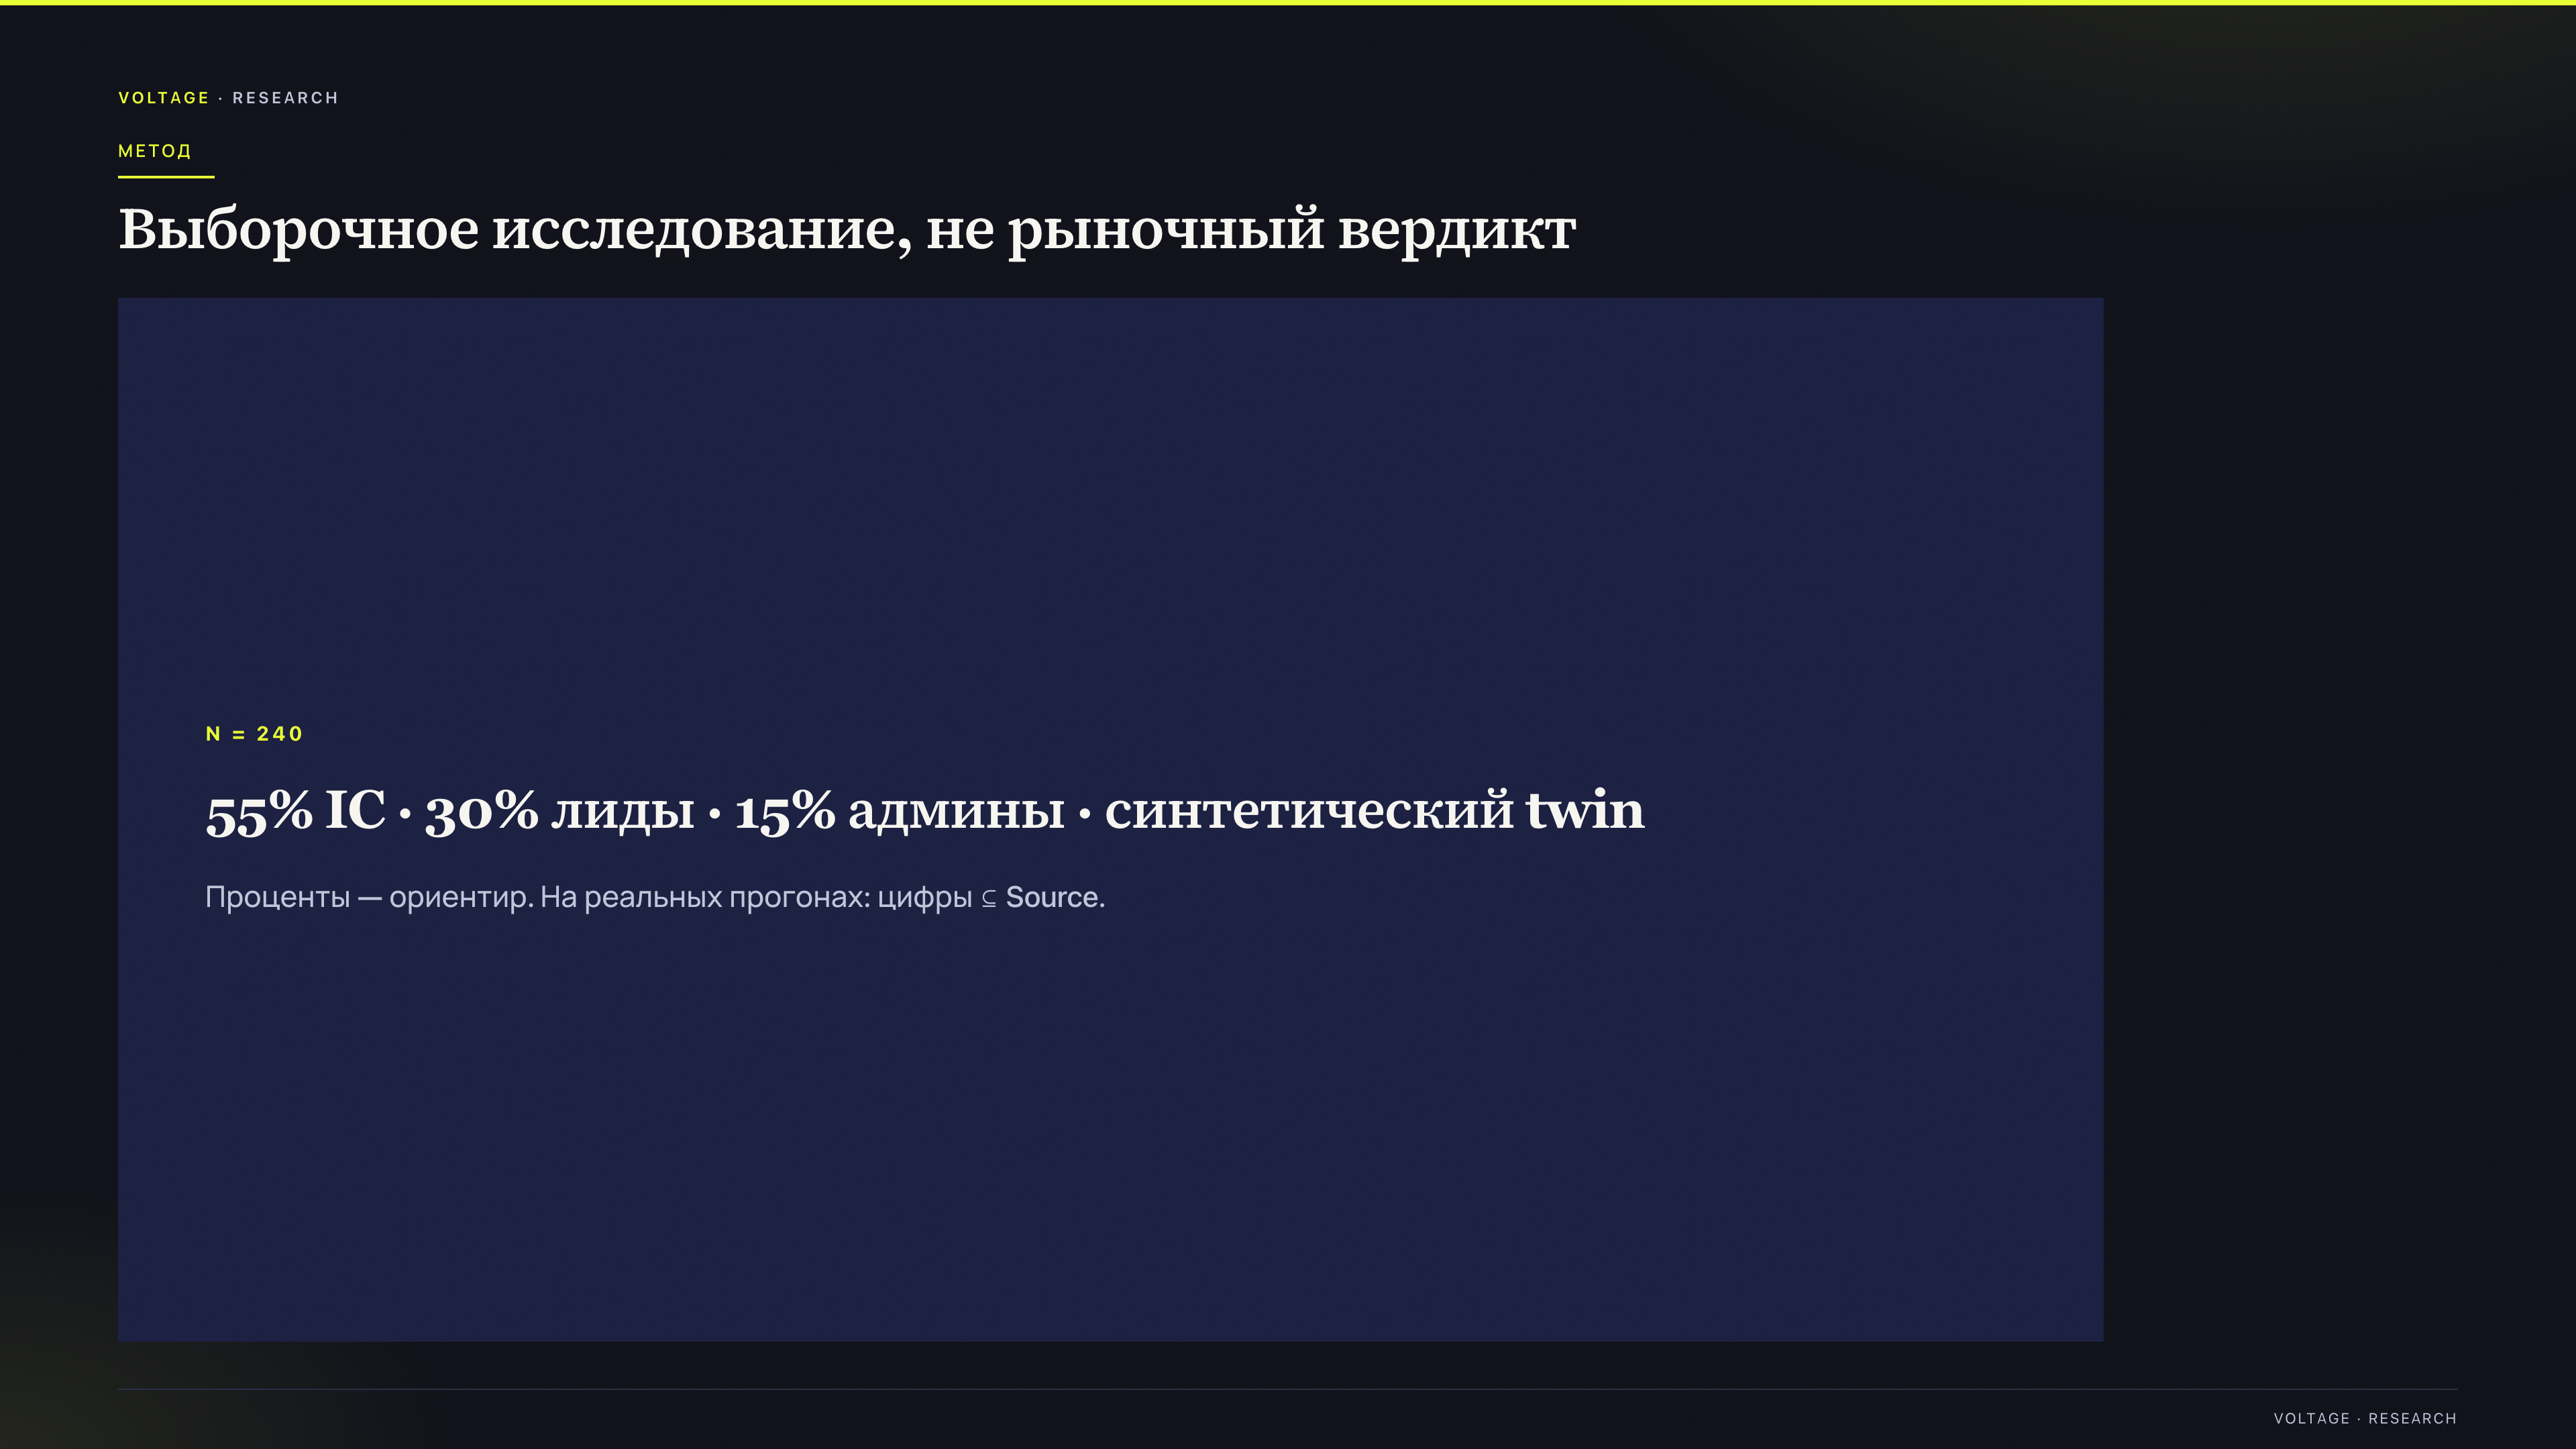 VOLTAGE · RESEARCH
МЕТОД
Выборочное исследование, не рыночный вердикт
N = 240
55% IC · 30% лиды · 15% админы · синтетический twin
Проценты — ориентир. На реальных прогонах: цифры ⊆ Source.
VOLTAGE · RESEARCH